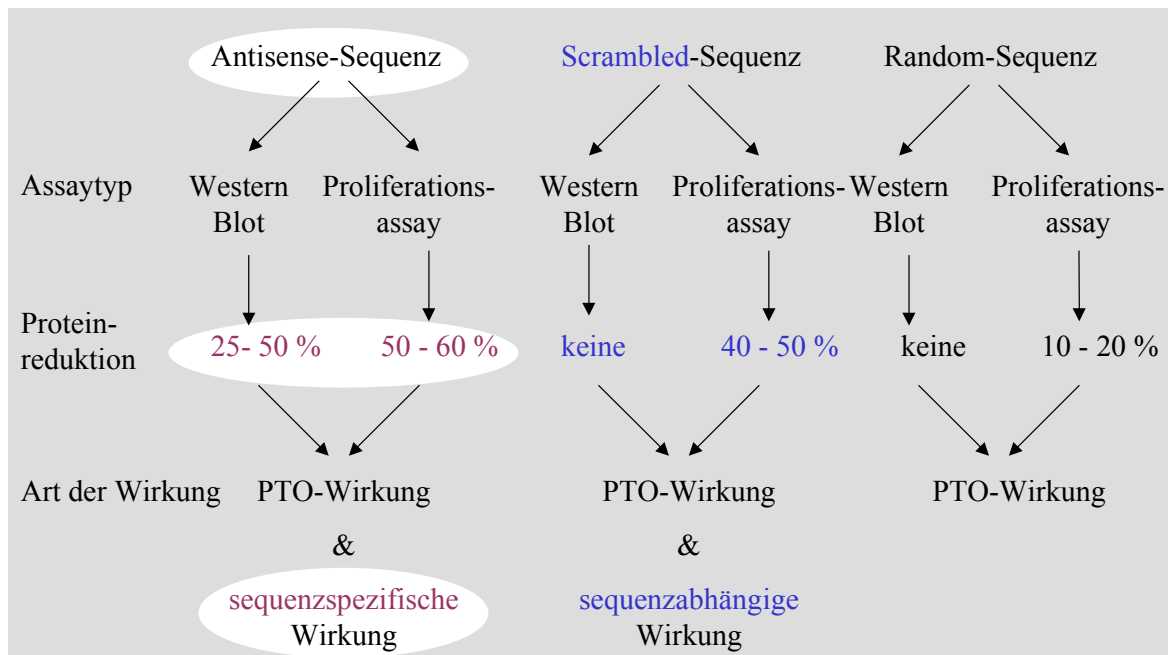 Antisense-Sequenz Scrambled-Sequenz Random-Sequenz
Assaytyp Western Proliferations- Western Proliferations- Western Proliferations-
Blot assay Blot assay Blot assay
Protein-
reduktion 25- 50 % 50 - 60 % keine 40 - 50 % keine 10 - 20 %
Art der Wirkung PTO-Wirkung PTO-Wirkung PTO-Wirkung
& &
sequenzspezifische sequenzabhängige
Wirkung Wirkung